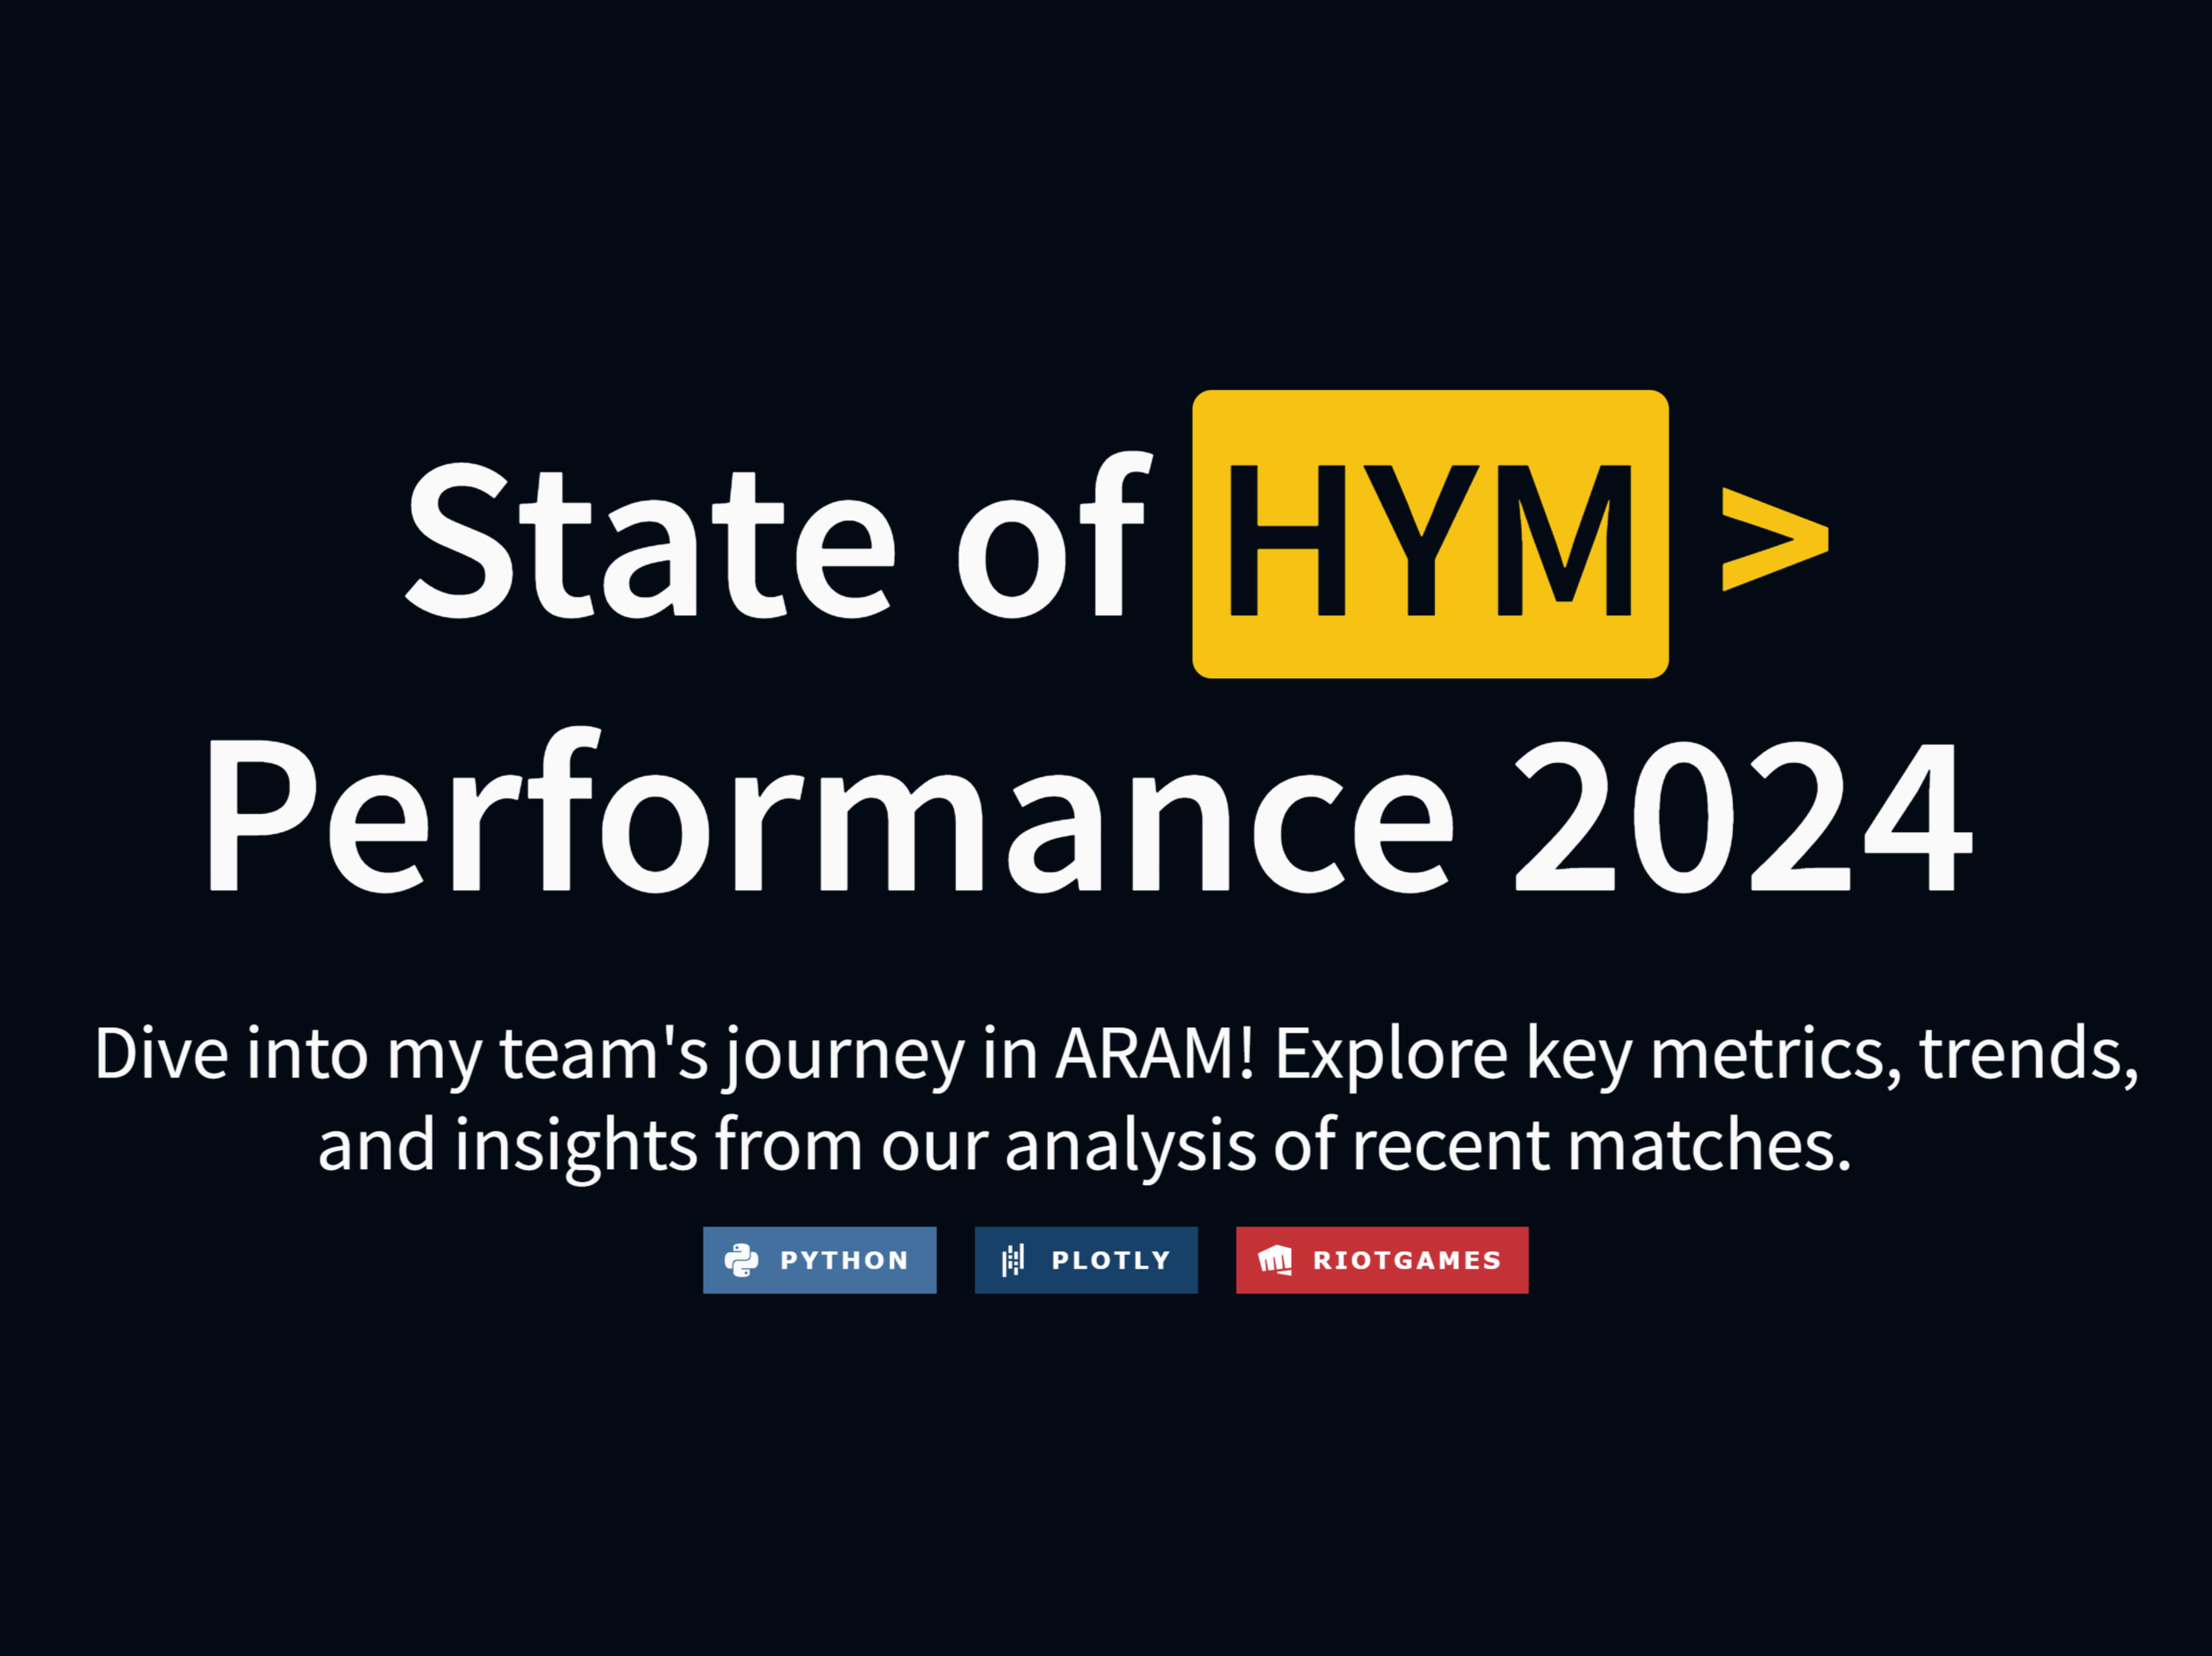 State of HYM >
Performance 2024
Dive into my team's journey in ARAM! Explore key metrics, trends,
and insights from our analysis of recent matches.
PYTHON PLOTLY RIOTGAMES